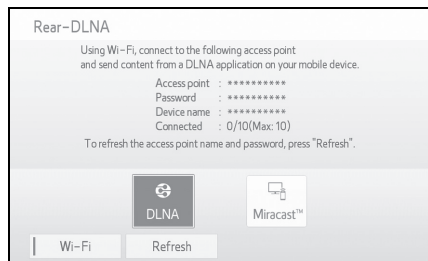 Rear-DLNA
Using Wi-Fi, connect to the following access point
and send content from a DLNA application on your mobile device.
Access point : **********
Password : **********
Device name : **********
Connected : 0/10(Max: 10)
To refresh the access point name and password, press "Refresh".
DLNA Miracast™
Wi-Fi Refresh